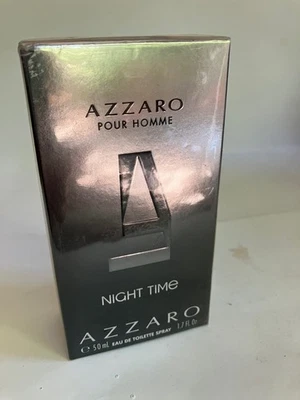 AZZARO
POUR HOMME
NIGHT TIME
AZZARO
℮ 50 mL EAU DE TOILETTE SPRAY 1.7 fl. Oz